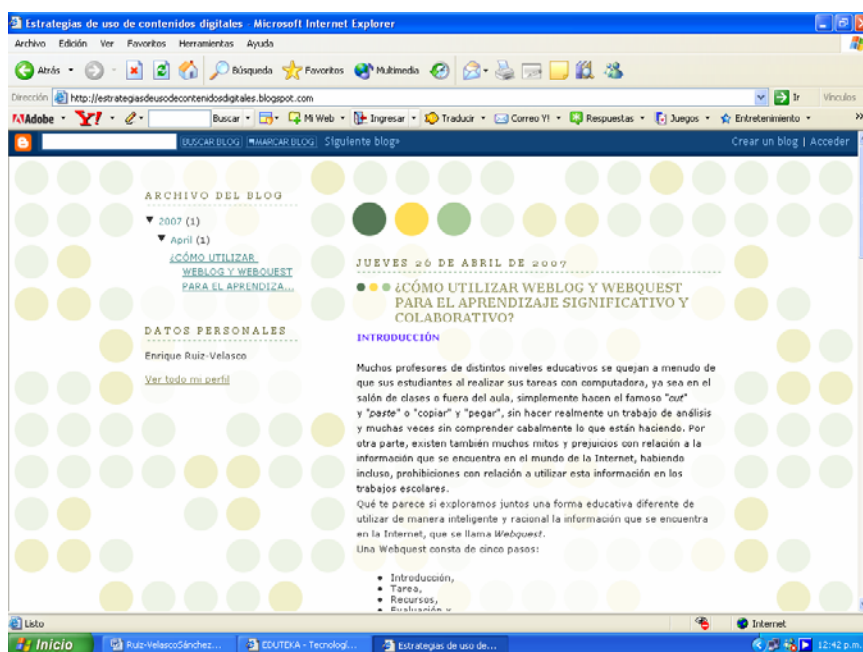 Estrategias de uso de contenidos digitales - Microsoft Internet Explorer
Archivo Edición Ver Favoritos Herramientas Ayuda
Atrás Búsqueda Favoritos Multimedia
Dirección http://estrategiasdeusodecontenidosdigitales.blogspot.com Ir Vínculos
Adobe Y! Buscar Mi Web Ingresar Traducir Correo Y! Respuestas Juegos Entretenimiento »
BUSCAR BLOG MARCAR BLOG Siguiente blog» Crear un blog | Acceder
ARCHIVO DEL BLOG
▼ 2007 (1)
▼ April (1)
¿CÓMO UTILIZAR
WEBLOG Y WEBQUEST
PARA EL APRENDIZA...
DATOS PERSONALES
Enrique Ruiz-Velasco
Ver todo mi perfil
JUEVES 26 DE ABRIL DE 2007
¿CÓMO UTILIZAR WEBLOG Y WEBQUEST
PARA EL APRENDIZAJE SIGNIFICATIVO Y
COLABORATIVO?
INTRODUCCIÓN
Muchos profesores de distintos niveles educativos se quejan a menudo de
que sus estudiantes al realizar sus tareas con computadora, ya sea en el
salón de clases o fuera del aula, simplemente hacen el famoso "cut"
y "paste" o "copiar" y "pegar", sin hacer realmente un trabajo de análisis
y muchas veces sin comprender cabalmente lo que están haciendo. Por
otra parte, existen también muchos mitos y prejuicios con relación a la
información que se encuentra en el mundo de la Internet, habiendo
incluso, prohibiciones con relación a utilizar esta información en los
trabajos escolares.
Qué te parece si exploramos juntos una forma educativa diferente de
utilizar de manera inteligente y racional la información que se encuentra
en la Internet, que se llama Webquest.
Una Webquest consta de cinco pasos:
• Introducción,
• Tarea,
• Recursos,
• Evaluación y
Listo Internet
Inicio Ruiz-VelascoSánchez... EDUTEKA - Tecnologí... Estrategias de uso de... 12:42 p.m.